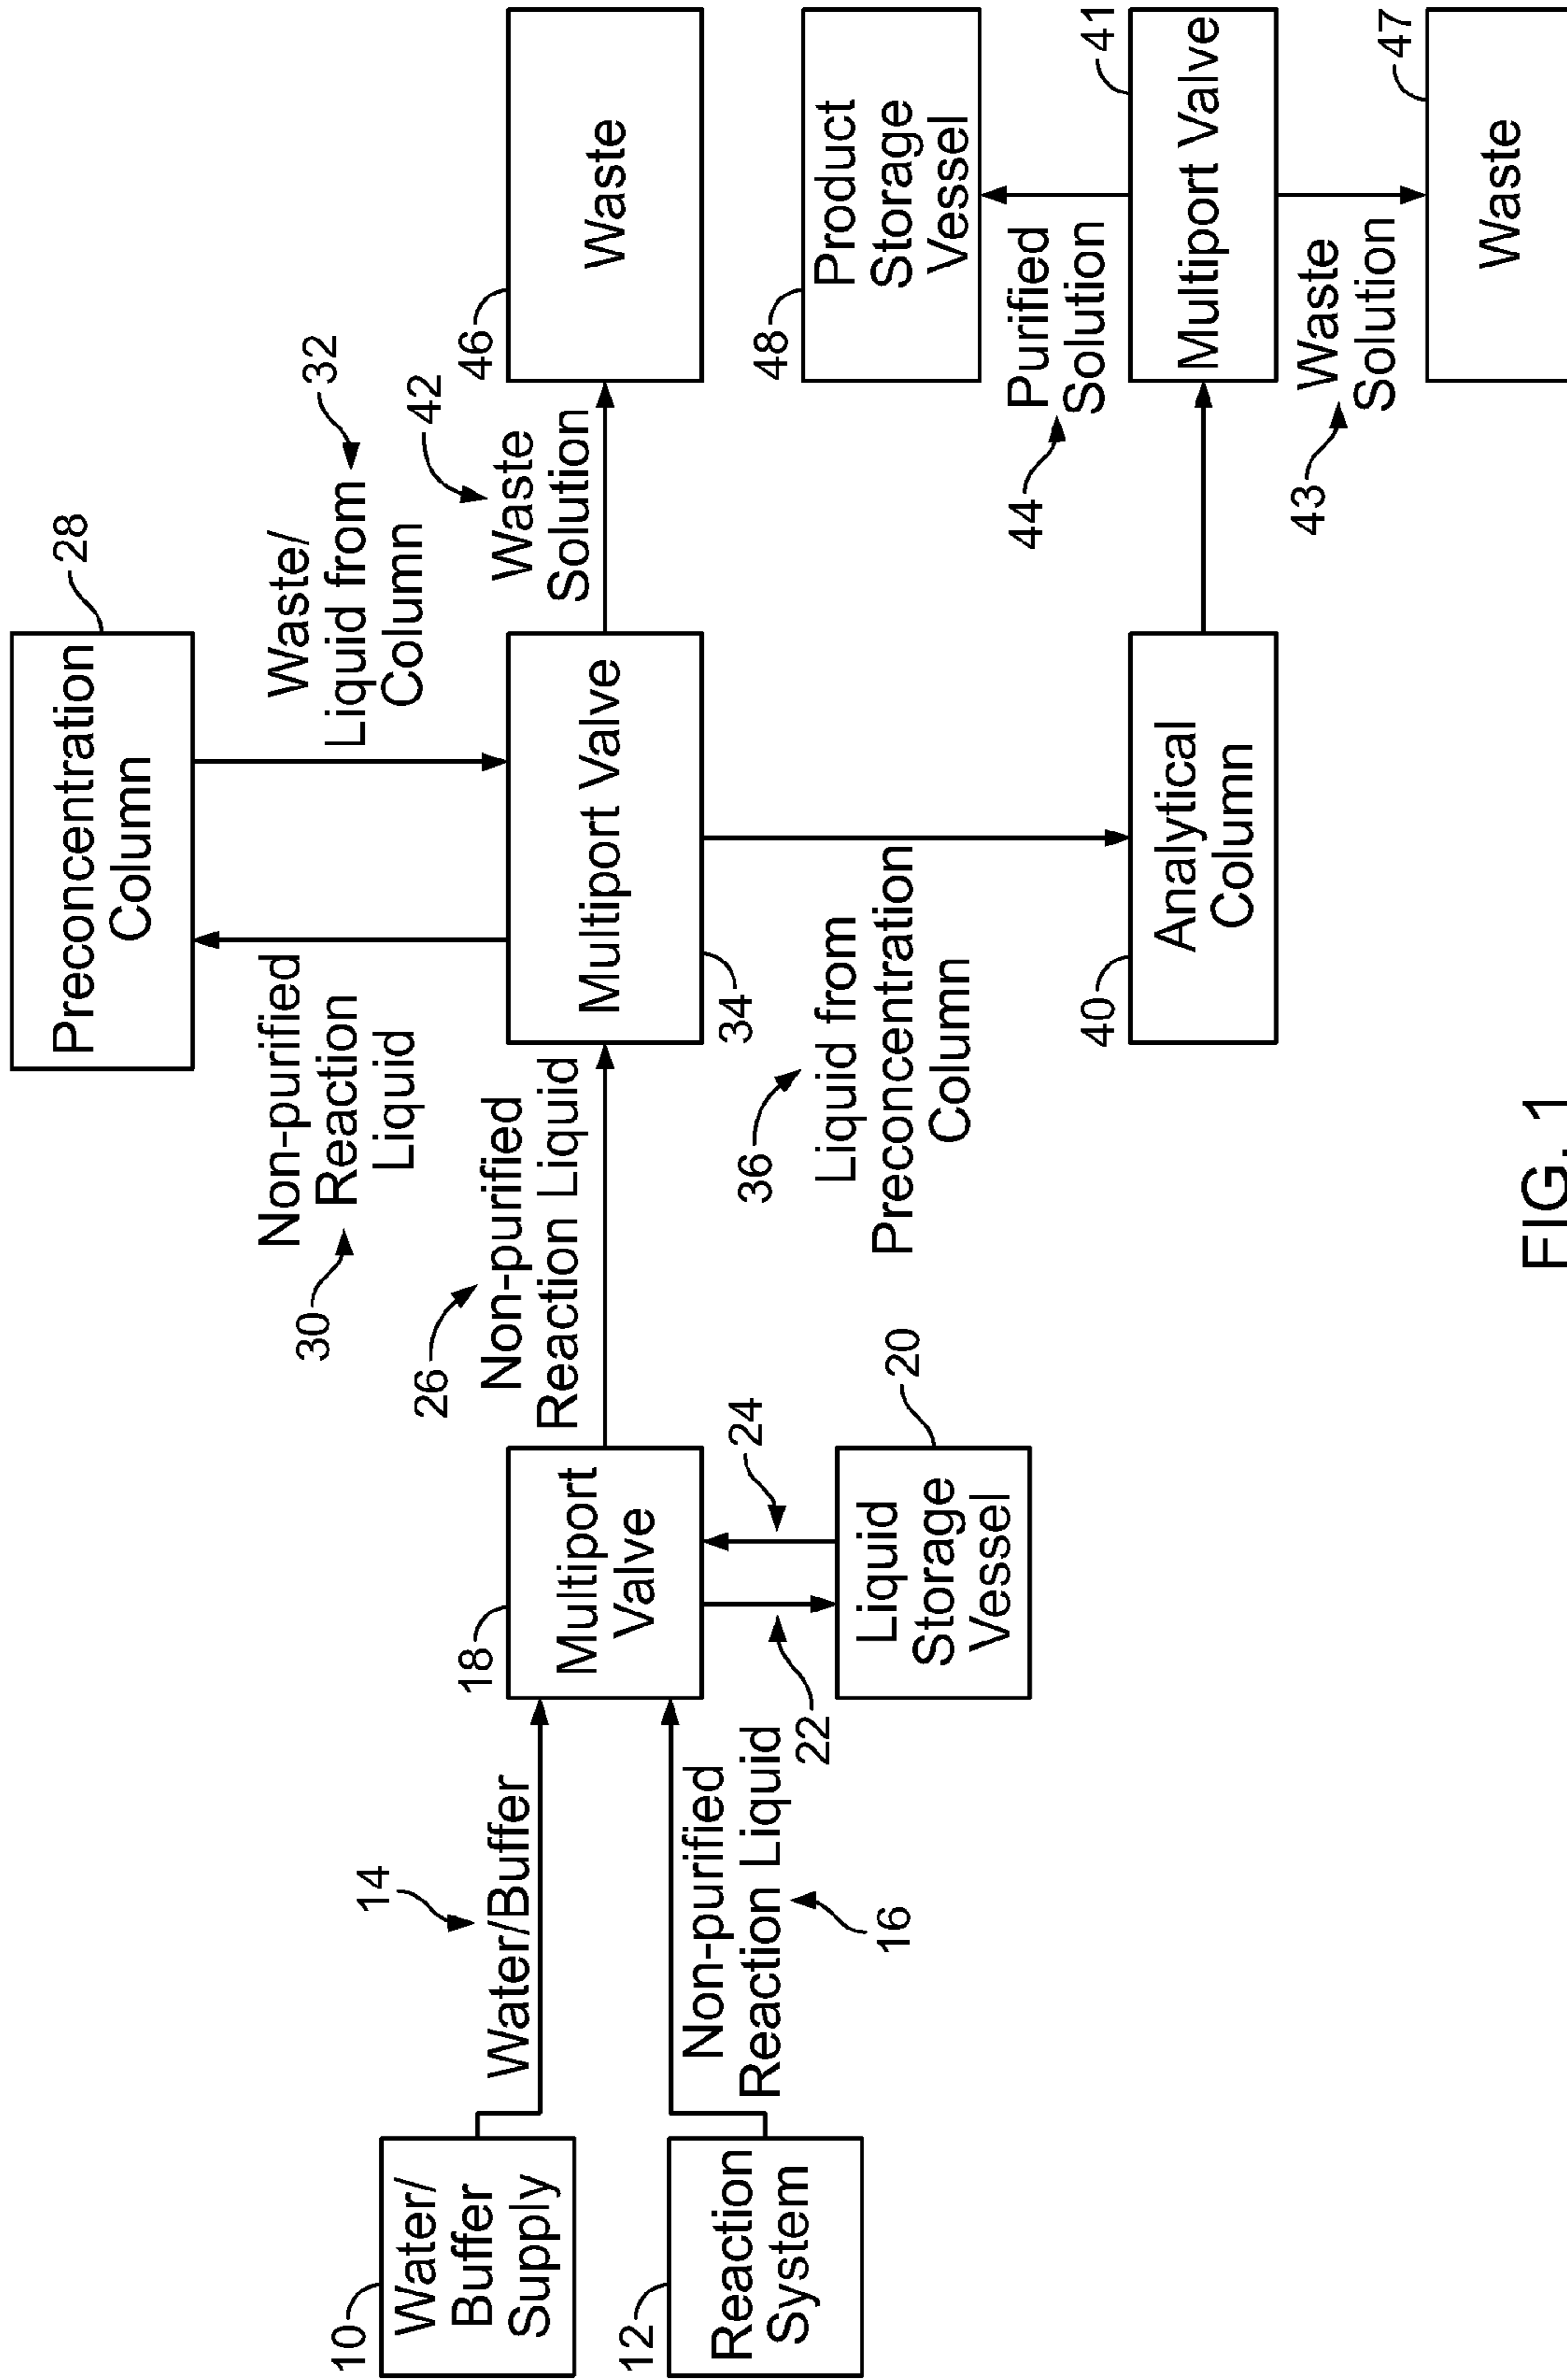 10
Water/
Buffer
Supply
12
Reaction
System
14
Water/Buffer
Non-purified
Reaction Liquid
16
18
Multiport
Valve
22
24
Liquid
Storage
Vessel
20
26
Non-purified
Reaction Liquid
30
Non-purified
Reaction
Liquid
Preconcentration
Column
28
Waste/
Liquid from
Column
32
Multiport Valve
34
36
Liquid from
Preconcentration
Column
40
Analytical
Column
42
Waste
Solution
46
Waste
48
Product
Storage
Vessel
44
Purified
Solution
41
Multiport Valve
43
Waste
Solution
47
Waste
FIG. 1